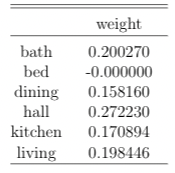 weight
bath 0.200270
bed -0.000000
dining 0.158160
hall 0.272230
kitchen 0.170894
living 0.198446